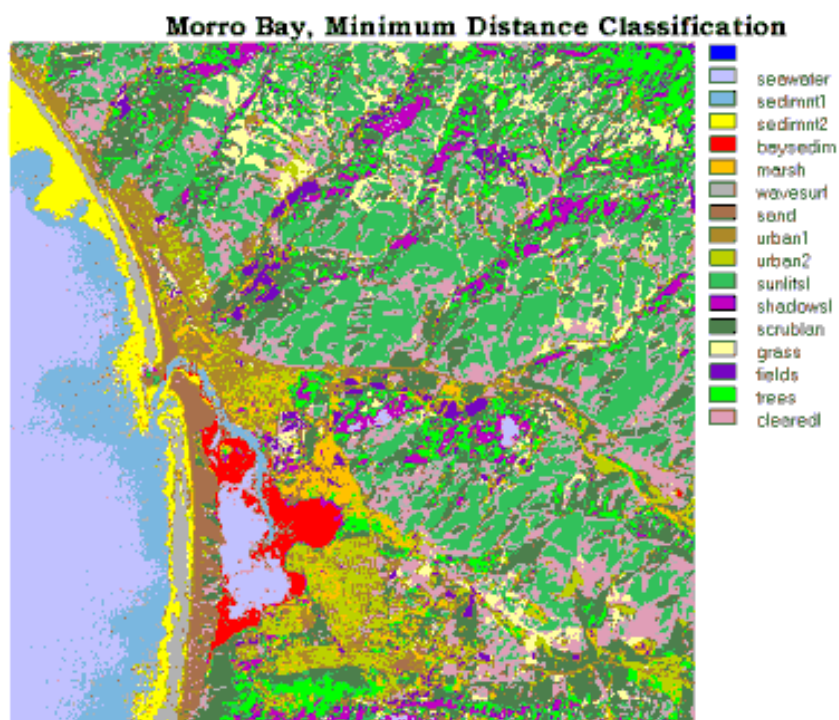 Morro Bay, Minimum Distance Classification
seawater
sedimnt1
sedimnt2
baysedim
marsh
wavesurf
sand
urban1
urban2
sunlitsl
shadowsl
scrublan
grass
fields
trees
clearedl